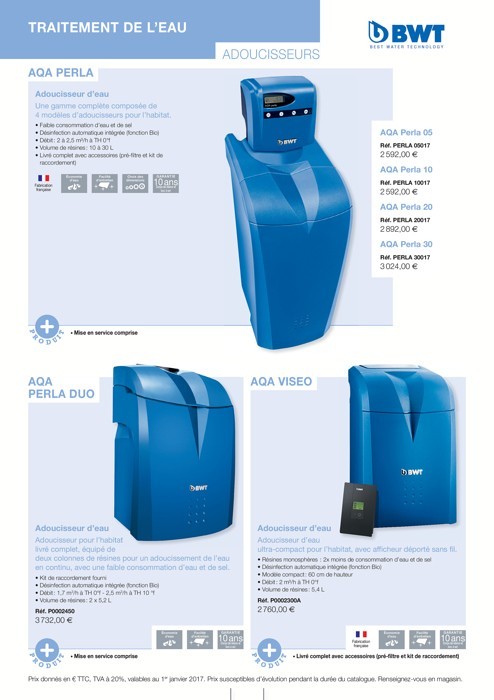 TRAITEMENT DE L'EAU
BWT
BEST WATER TECHNOLOGY
ADOUCISSEURS
AQA PERLA
Adoucisseur d'eau
Une gamme complète composée de
4 modèles d'adoucisseurs pour l'habitat.
• Faible consommation d'eau et de sel
• Désinfection automatique intégrée (fonction Bio)
• Débit : 2 à 2,5 m³/h à TH 0°f
• Volume de résines : 10 à 30 L
• Livré complet avec accessoires (pré-filtre et kit de
raccordement)
Fabrication
française
GARANTIE
10 ans
BWT
AQA Perla 05
Réf. PERLA 05017
2 592,00 €
AQA Perla 10
Réf. PERLA 10017
2 592,00 €
AQA Perla 20
Réf. PERLA 20017
2 892,00 €
AQA Perla 30
Réf. PERLA 30017
3 024,00 €
PRODUIT
• Mise en service comprise
AQA
PERLA DUO
BWT
Adoucisseur d'eau
Adoucisseur pour l'habitat
livré complet, équipé de
deux colonnes de résines pour un adoucissement de l'eau
en continu, avec une faible consommation d'eau et de sel.
• Kit de raccordement fourni
• Désinfection automatique intégrée (fonction Bio)
• Débit : 1,7 m³/h à TH 0°f - 2,5 m³/h à TH 10 °f
• Volume de résines : 2 x 5,2 L
Réf. P0002450
3 732,00 €
GARANTIE
10 ans
PRODUIT
• Mise en service comprise
AQA VISEO
BWT
Adoucisseur d'eau
Adoucisseur d'eau
ultra-compact pour l'habitat, avec afficheur déporté sans fil.
• Résines monosphères : 2x moins de consommation d'eau et de sel
• Désinfection automatique intégrée (fonction Bio)
• Modèle compact : 60 cm de hauteur
• Débit : 2 m³/h à TH 0°f
• Volume de résines : 5,4 L
Réf. P0002300A
2 760,00 €
Fabrication
française
GARANTIE
10 ans
PRODUIT
• Livré complet avec accessoires (pré-filtre et kit de raccordement)
Prix donnés en € TTC, TVA à 20%, valables au 1er janvier 2017. Prix susceptibles d'évolution pendant la durée du catalogue. Renseignez-vous en magasin.